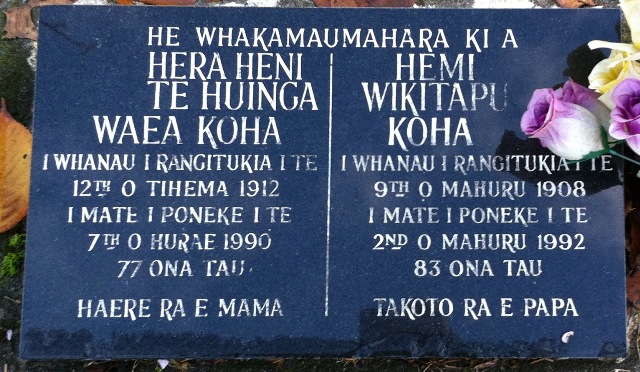 HE WHAKAMAUMAHARA KI A
HERA HENI
TE HUINGA
WAEA KOHA
I WHANAU I RANGITUKIA I TE
12TH O TIHEMA 1912
I MATE I PONEKE I TE
7TH O HURAE 1990
77 ONA TAU
HAERE RA E MAMA
HEMI
WIKITAPU
KOHA
I WHANAU I RANGITUKIA I TE
9TH O MAHURU 1908
I MATE I PONEKE I TE
2ND O MAHURU 1992
83 ONA TAU
TAKOTO RA E PAPA